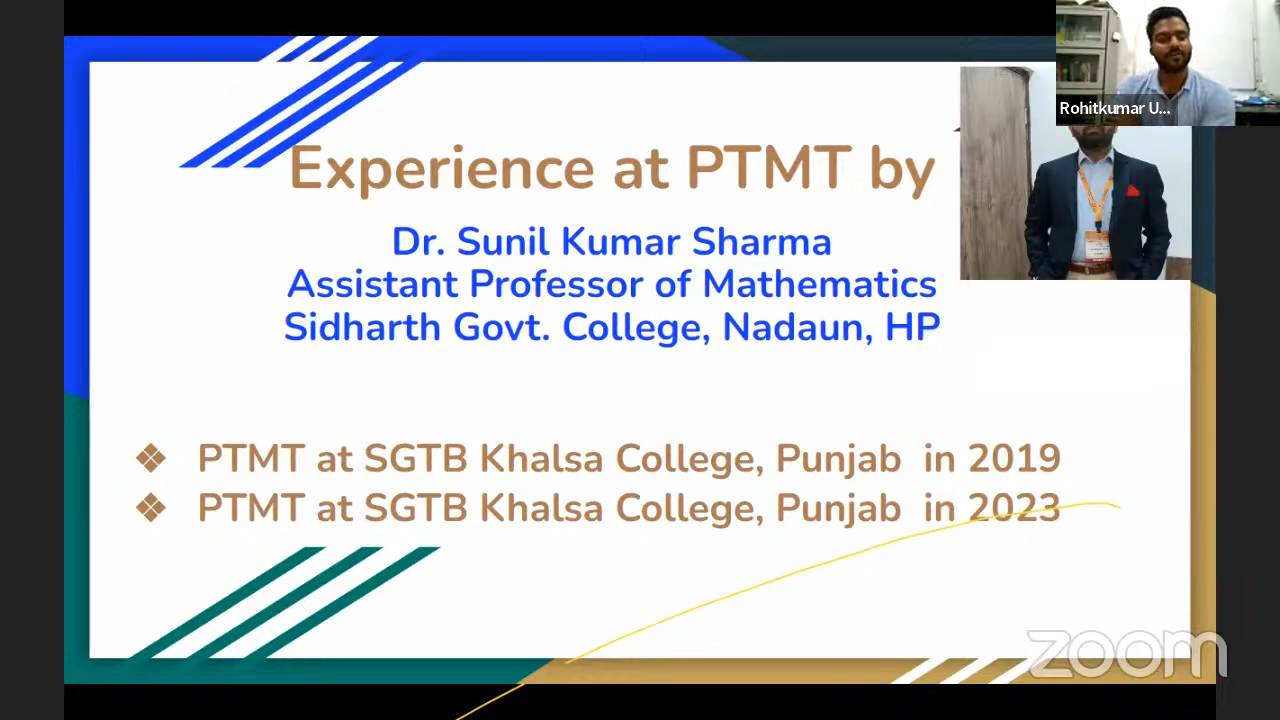 Rohitkumar U...
Experience at PTMT by
Dr. Sunil Kumar Sharma
Assistant Professor of Mathematics
Sidharth Govt. College, Nadaun, HP
❖ PTMT at SGTB Khalsa College, Punjab in 2019
❖ PTMT at SGTB Khalsa College, Punjab in 2023
zoom